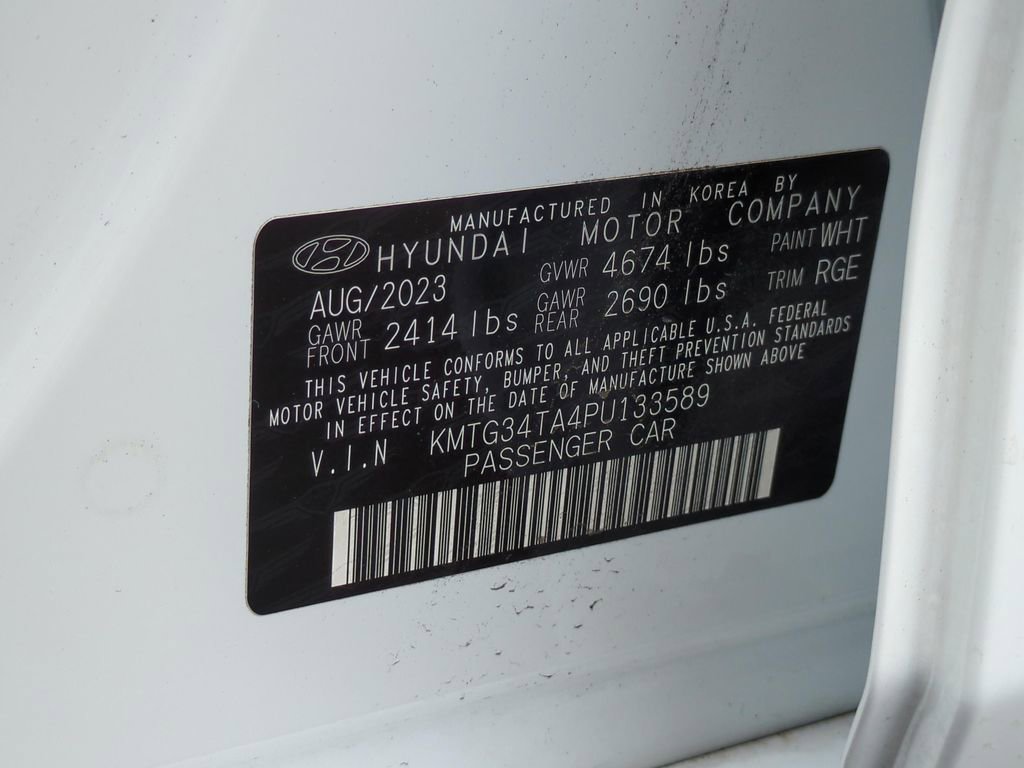 MANUFACTURED IN KOREA BY
HYUNDAI MOTOR COMPANY
AUG/2023 GVWR 4674 lbs PAINT WHT
GAWR FRONT 2414 lbs GAWR REAR 2690 lbs TRIM RGE
THIS VEHICLE CONFORMS TO ALL APPLICABLE U.S.A. FEDERAL
MOTOR VEHICLE SAFETY, BUMPER, AND THEFT PREVENTION STANDARDS
IN EFFECT ON THE DATE OF MANUFACTURE SHOWN ABOVE
V.I.N KMTG34TA4PU133589
PASSENGER CAR